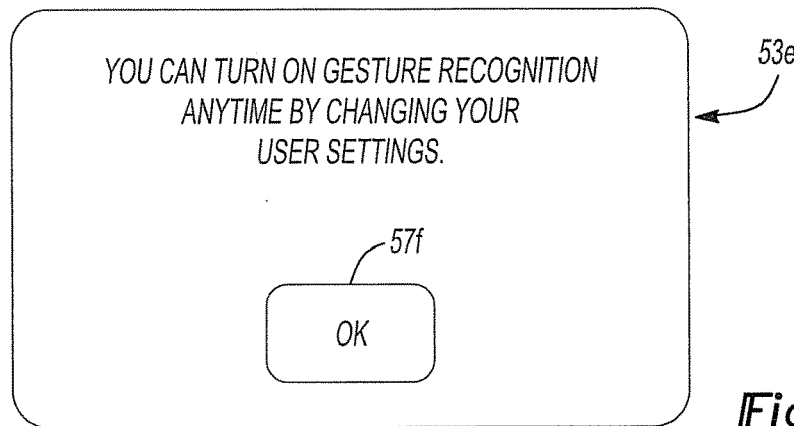 YOU CAN TURN ON GESTURE RECOGNITION
ANYTIME BY CHANGING YOUR
USER SETTINGS.
53e
57f
OK